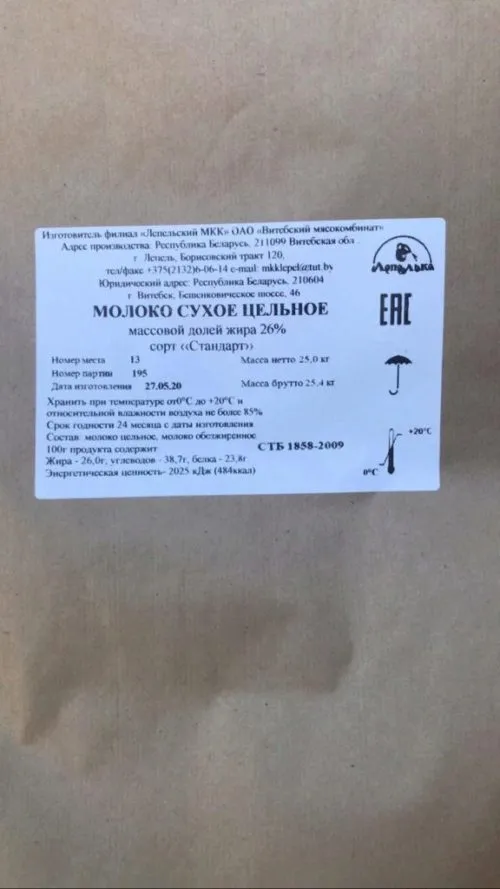 Изготовитель филиал «Лепельский МКК» ОАО «Витебский мясокомбинат»
Адрес производства: Республика Беларусь, 211099 Витебская обл
г Лепель, Борисовский тракт 120,
тел/факс +375(2132)6-06-14 e-mail: mkklepel@tut.by
Юридический адрес: Республика Беларусь, 210604
г Витебск, Бешенковическое шоссе, 46
Лепелька
МОЛОКО СУХОЕ ЦЕЛЬНОЕ
массовой долей жира 26%
сорт «Стандарт»
EAC
Номер места 13 Масса нетто 25,0 кг
Номер партии 195
Дата изготовления 27.05.20 Масса брутто 25,4 кг
Хранить при температуре от0°С до +20°С и
относительной влажности воздуха не более 85%
Срок годности 24 месяца с даты изготовления
Состав: молоко цельное, молоко обезжиренное
100г продукта содержит СТБ 1858-2009
Жира - 26,0г, углеводов - 38,7г, белка - 23,8г
Энергетическая ценность- 2025 кДж (484ккал)
+20°С
0°С